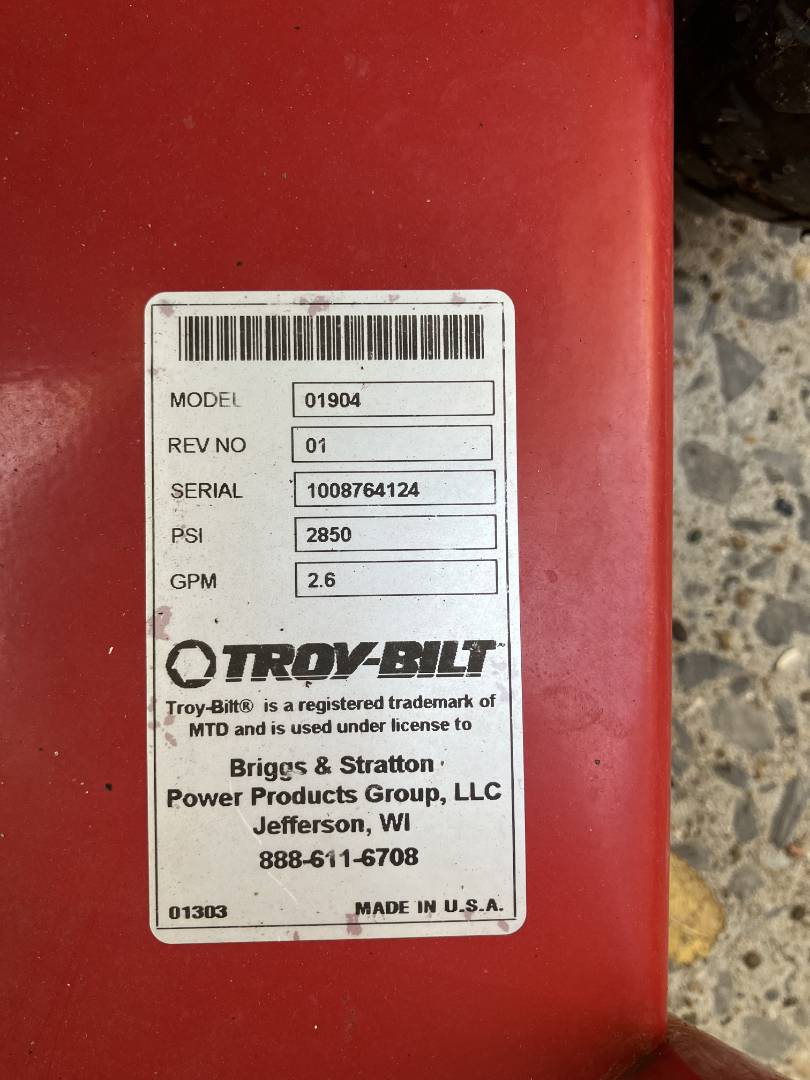 MODEL 01904
REV NO 01
SERIAL 1008764124
PSI 2850
GPM 2.6
TROY-BILT
Troy-Bilt® is a registered trademark of
MTD and is used under license to
Briggs & Stratton
Power Products Group, LLC
Jefferson, WI
888-611-6708
01303 MADE IN U.S.A.